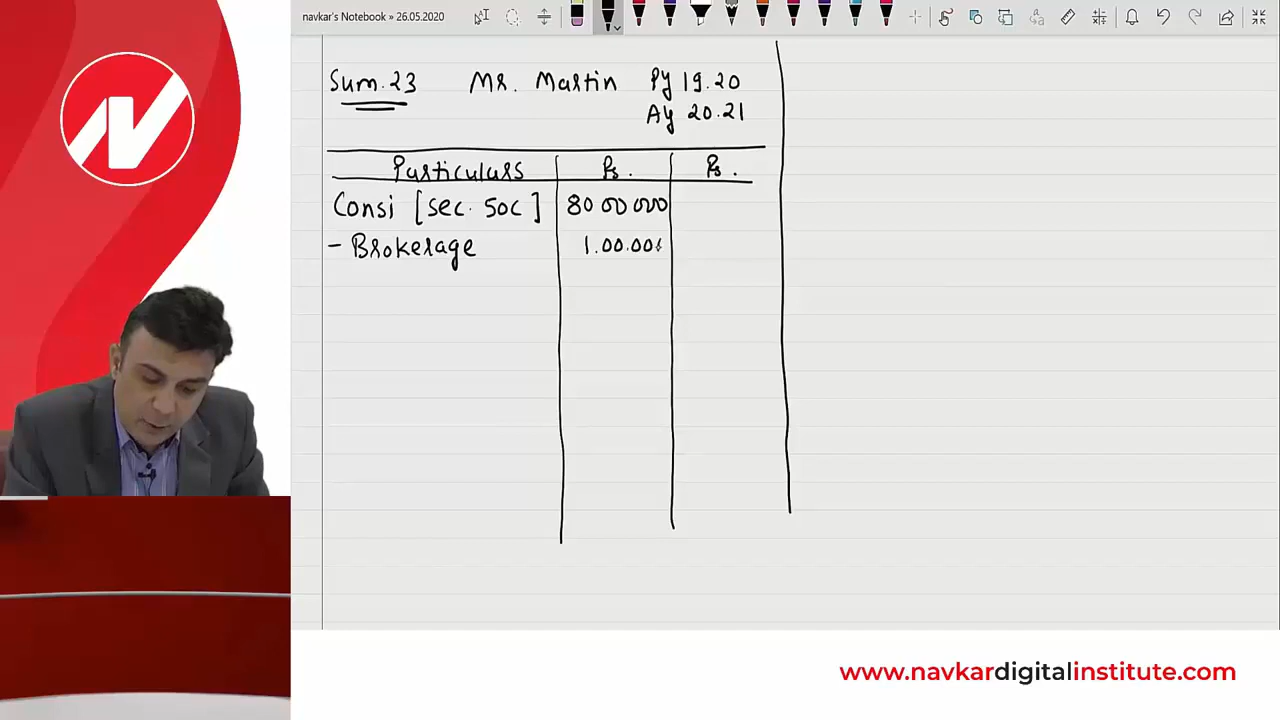 navkar's Notebook » 26.05.2020
Sum.23 Mr. Martin Py 19.20
Ay 20.21
Particulars Rs. Rs.
Consi [sec. 50C] 80 00 000
- Brokerage 1.00.000
www.navkardigitalinstitute.com